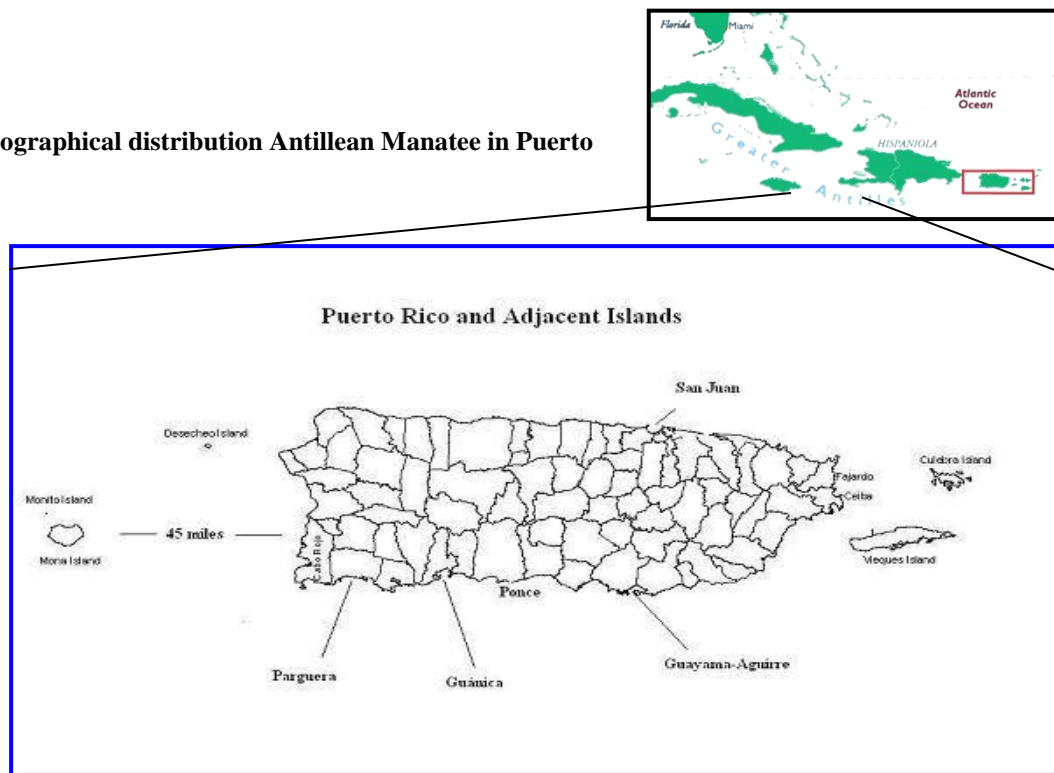 Florida
Miami
Atlantic
Ocean
ographical distribution Antillean Manatee in Puerto
HISPANIOLA
Greater Antilles
Puerto Rico and Adjacent Islands
San Juan
Desecheo Island
Culebra Island
Fajardo
Ceiba
Monito Island
45 miles
Mona Island
Cabo Rojo
Vieques Island
Ponce
Parguera
Guánica
Guayama-Aguirre